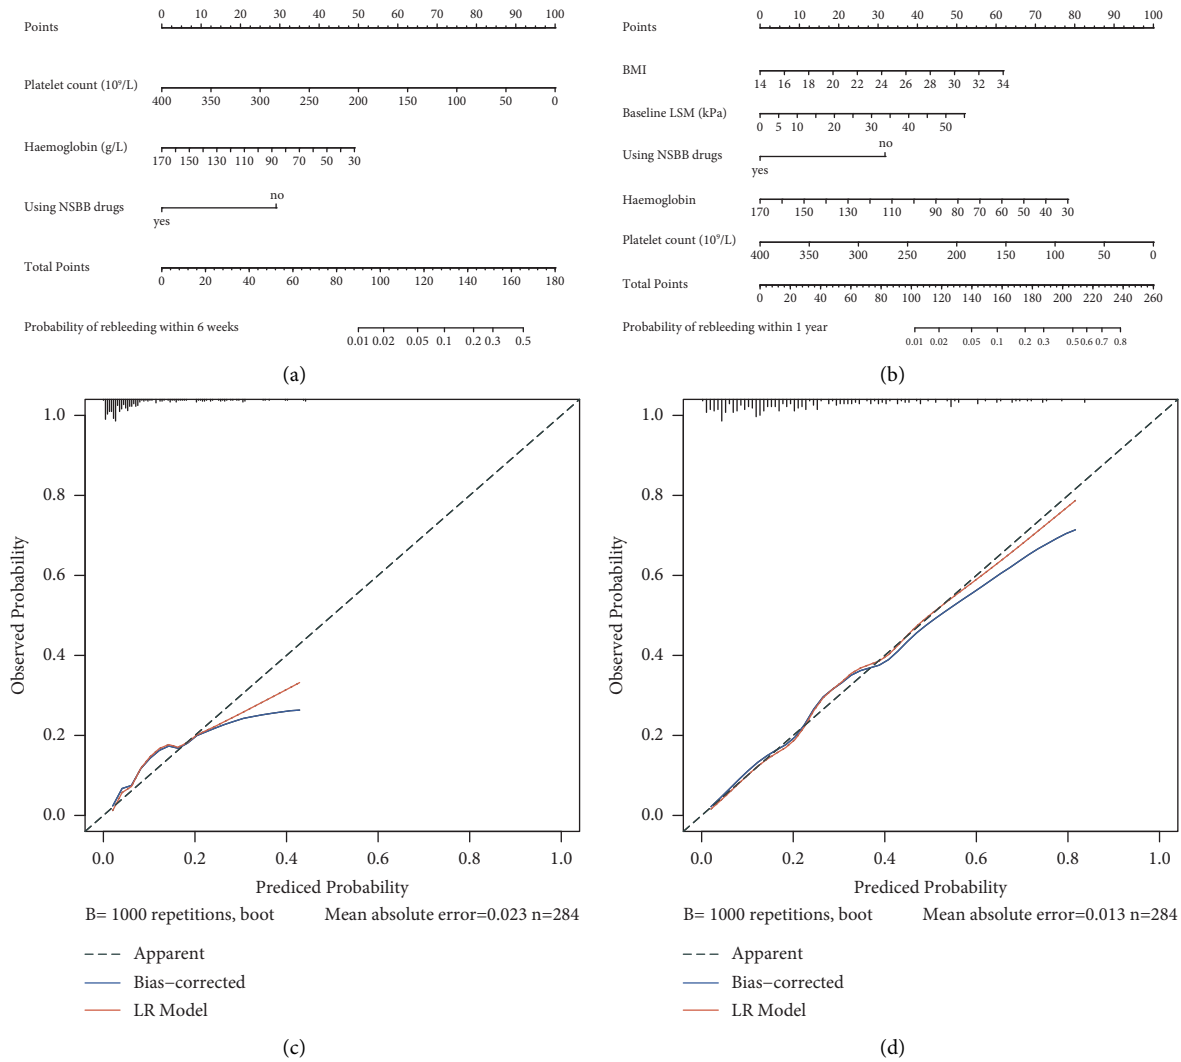 0 10 20 30 40 50 60 70 80 90 100
Points
Platelet count (10⁹/L)
400 350 300 250 200 150 100 50 0
Haemoglobin (g/L)
170 150 130 110 90 70 50 30
no
Using NSBB drugs
yes
Total Points
0 20 40 60 80 100 120 140 160 180
Probability of rebleeding within 6 weeks
0.01 0.02 0.05 0.1 0.2 0.3 0.5
(a)
0 10 20 30 40 50 60 70 80 90 100
Points
BMI
14 16 18 20 22 24 26 28 30 32 34
Baseline LSM (kPa)
0 5 10 20 30 40 50
no
Using NSBB drugs
yes
Haemoglobin
170 150 130 110 90 80 70 60 50 40 30
Platelet count (10⁹/L)
400 350 300 250 200 150 100 50 0
Total Points
0 20 40 60 80 100 120 140 160 180 200 220 240 260
Probability of rebleeding within 1 year
0.01 0.02 0.05 0.1 0.2 0.3 0.5 0.6 0.7 0.8
(b)
1.0
0.8
0.6
0.4
0.2
0.0
Observed Probability
0.0 0.2 0.4 0.6 0.8 1.0
Prediced Probability
B= 1000 repetitions, boot Mean absolute error=0.023 n=284
Apparent
Bias-corrected
LR Model
(c)
1.0
0.8
0.6
0.4
0.2
0.0
Observed Probability
0.0 0.2 0.4 0.6 0.8 1.0
Prediced Probability
B= 1000 repetitions, boot Mean absolute error=0.013 n=284
Apparent
Bias-corrected
LR Model
(d)